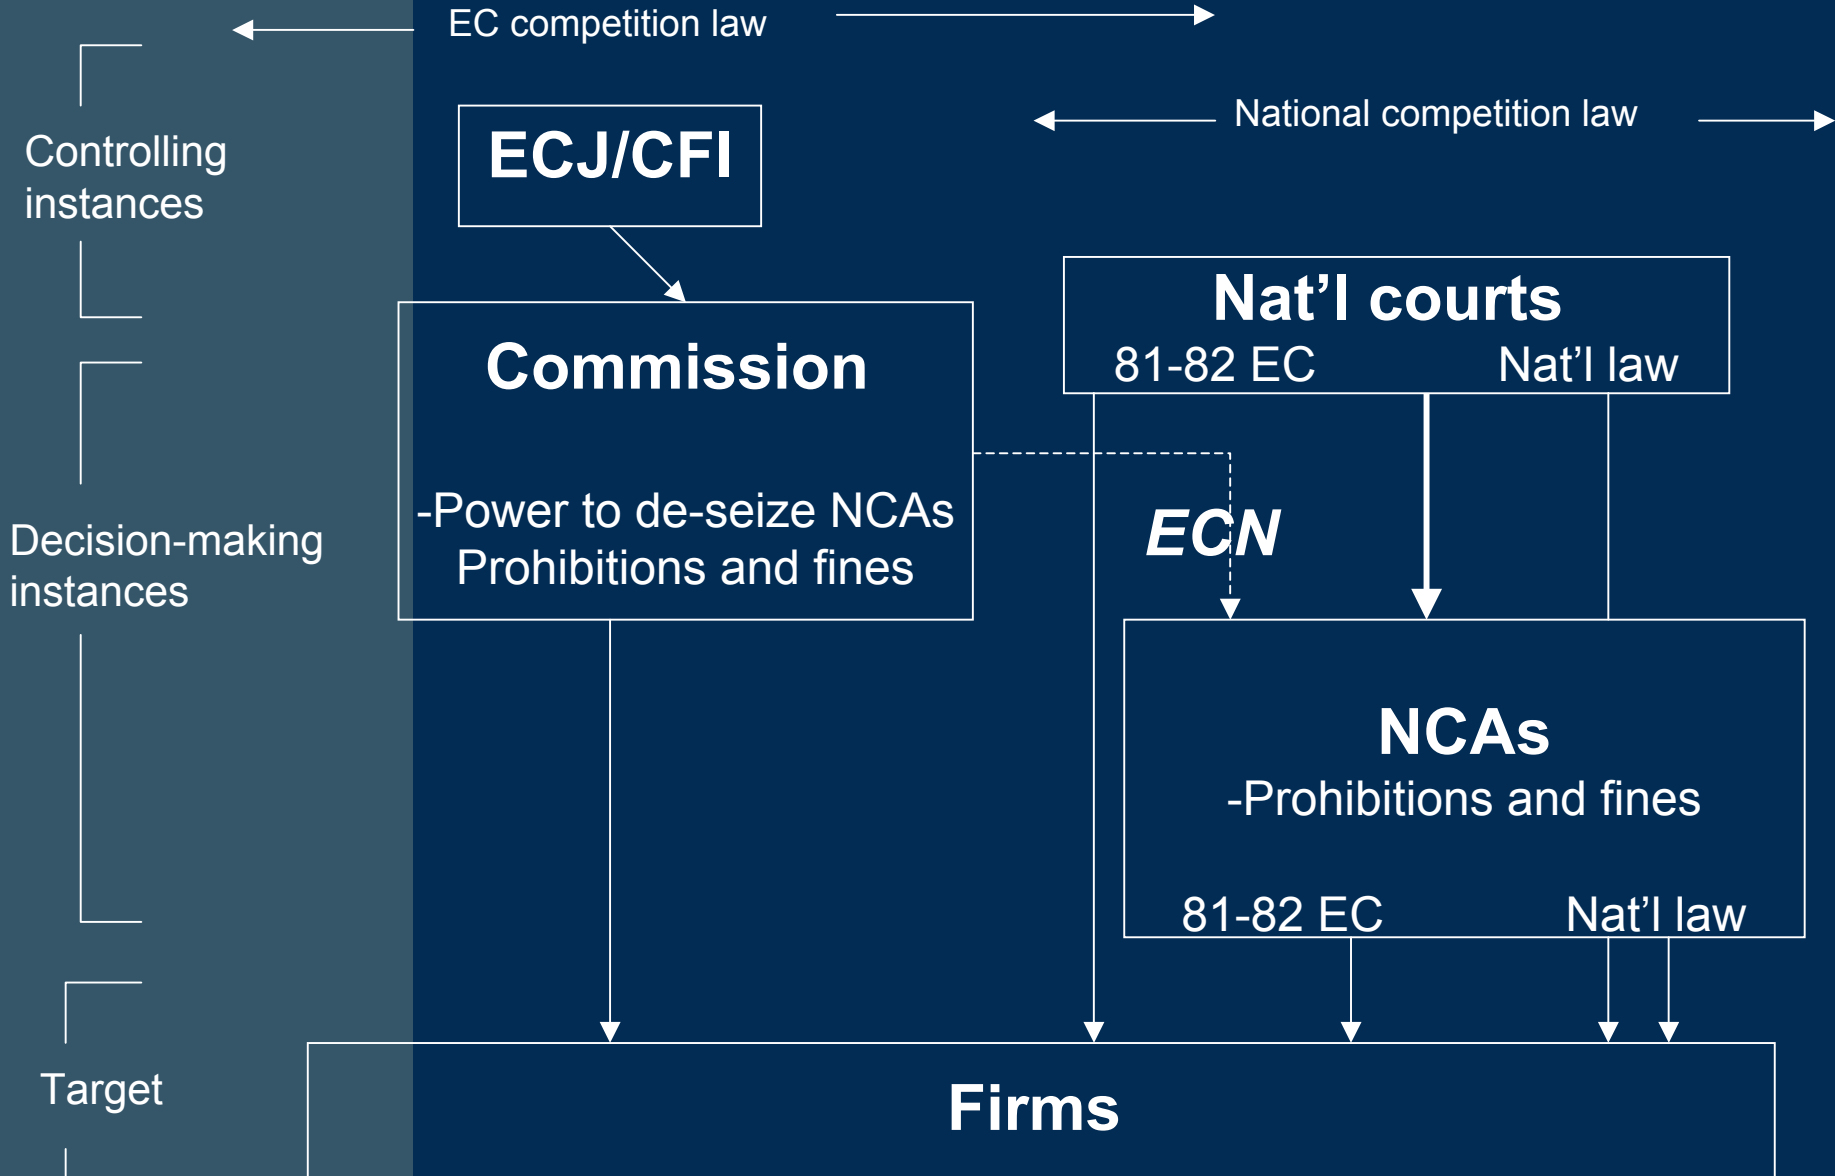 EC competition law
National competition law
Controlling
instances
ECJ/CFI
Nat’l courts
81-82 EC Nat’l law
Commission
-Power to de-seize NCAs
Prohibitions and fines
ECN
Decision-making
instances
NCAs
-Prohibitions and fines
81-82 EC Nat’l law
Target
Firms